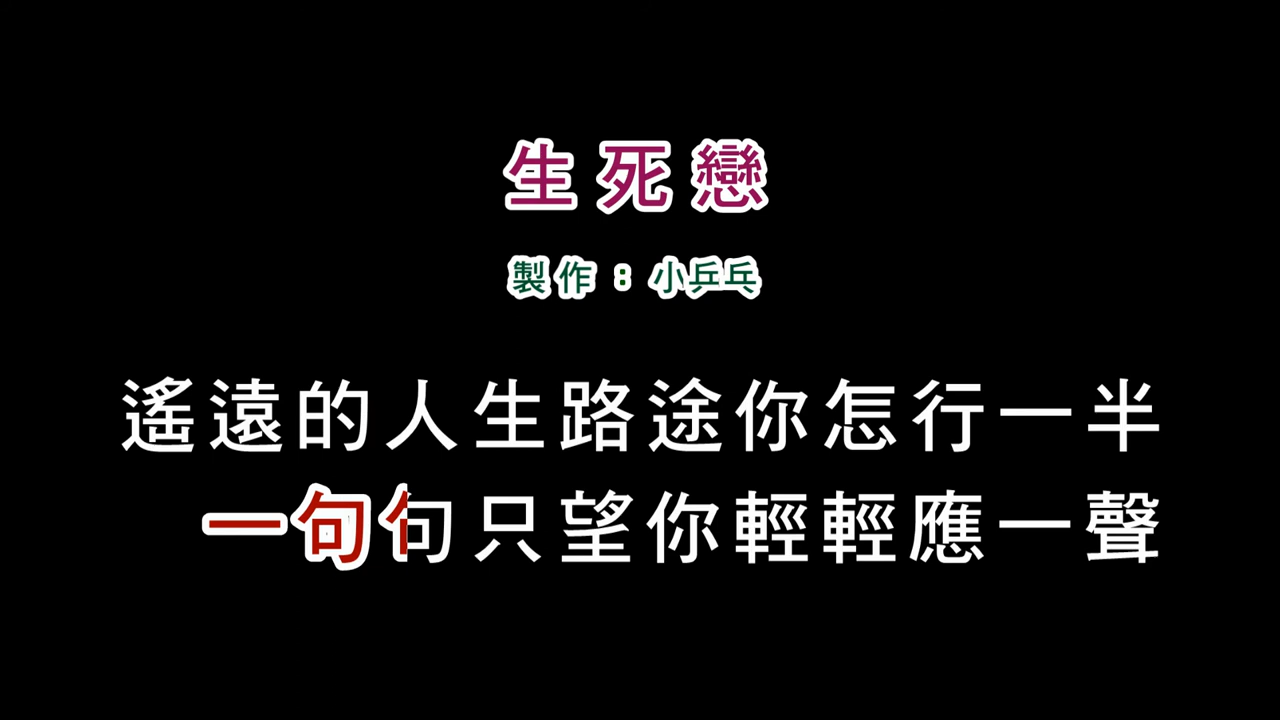 生死戀
製作：小乒乓
遙遠的人生路途你怎行一半
一句句只望你輕輕應一聲